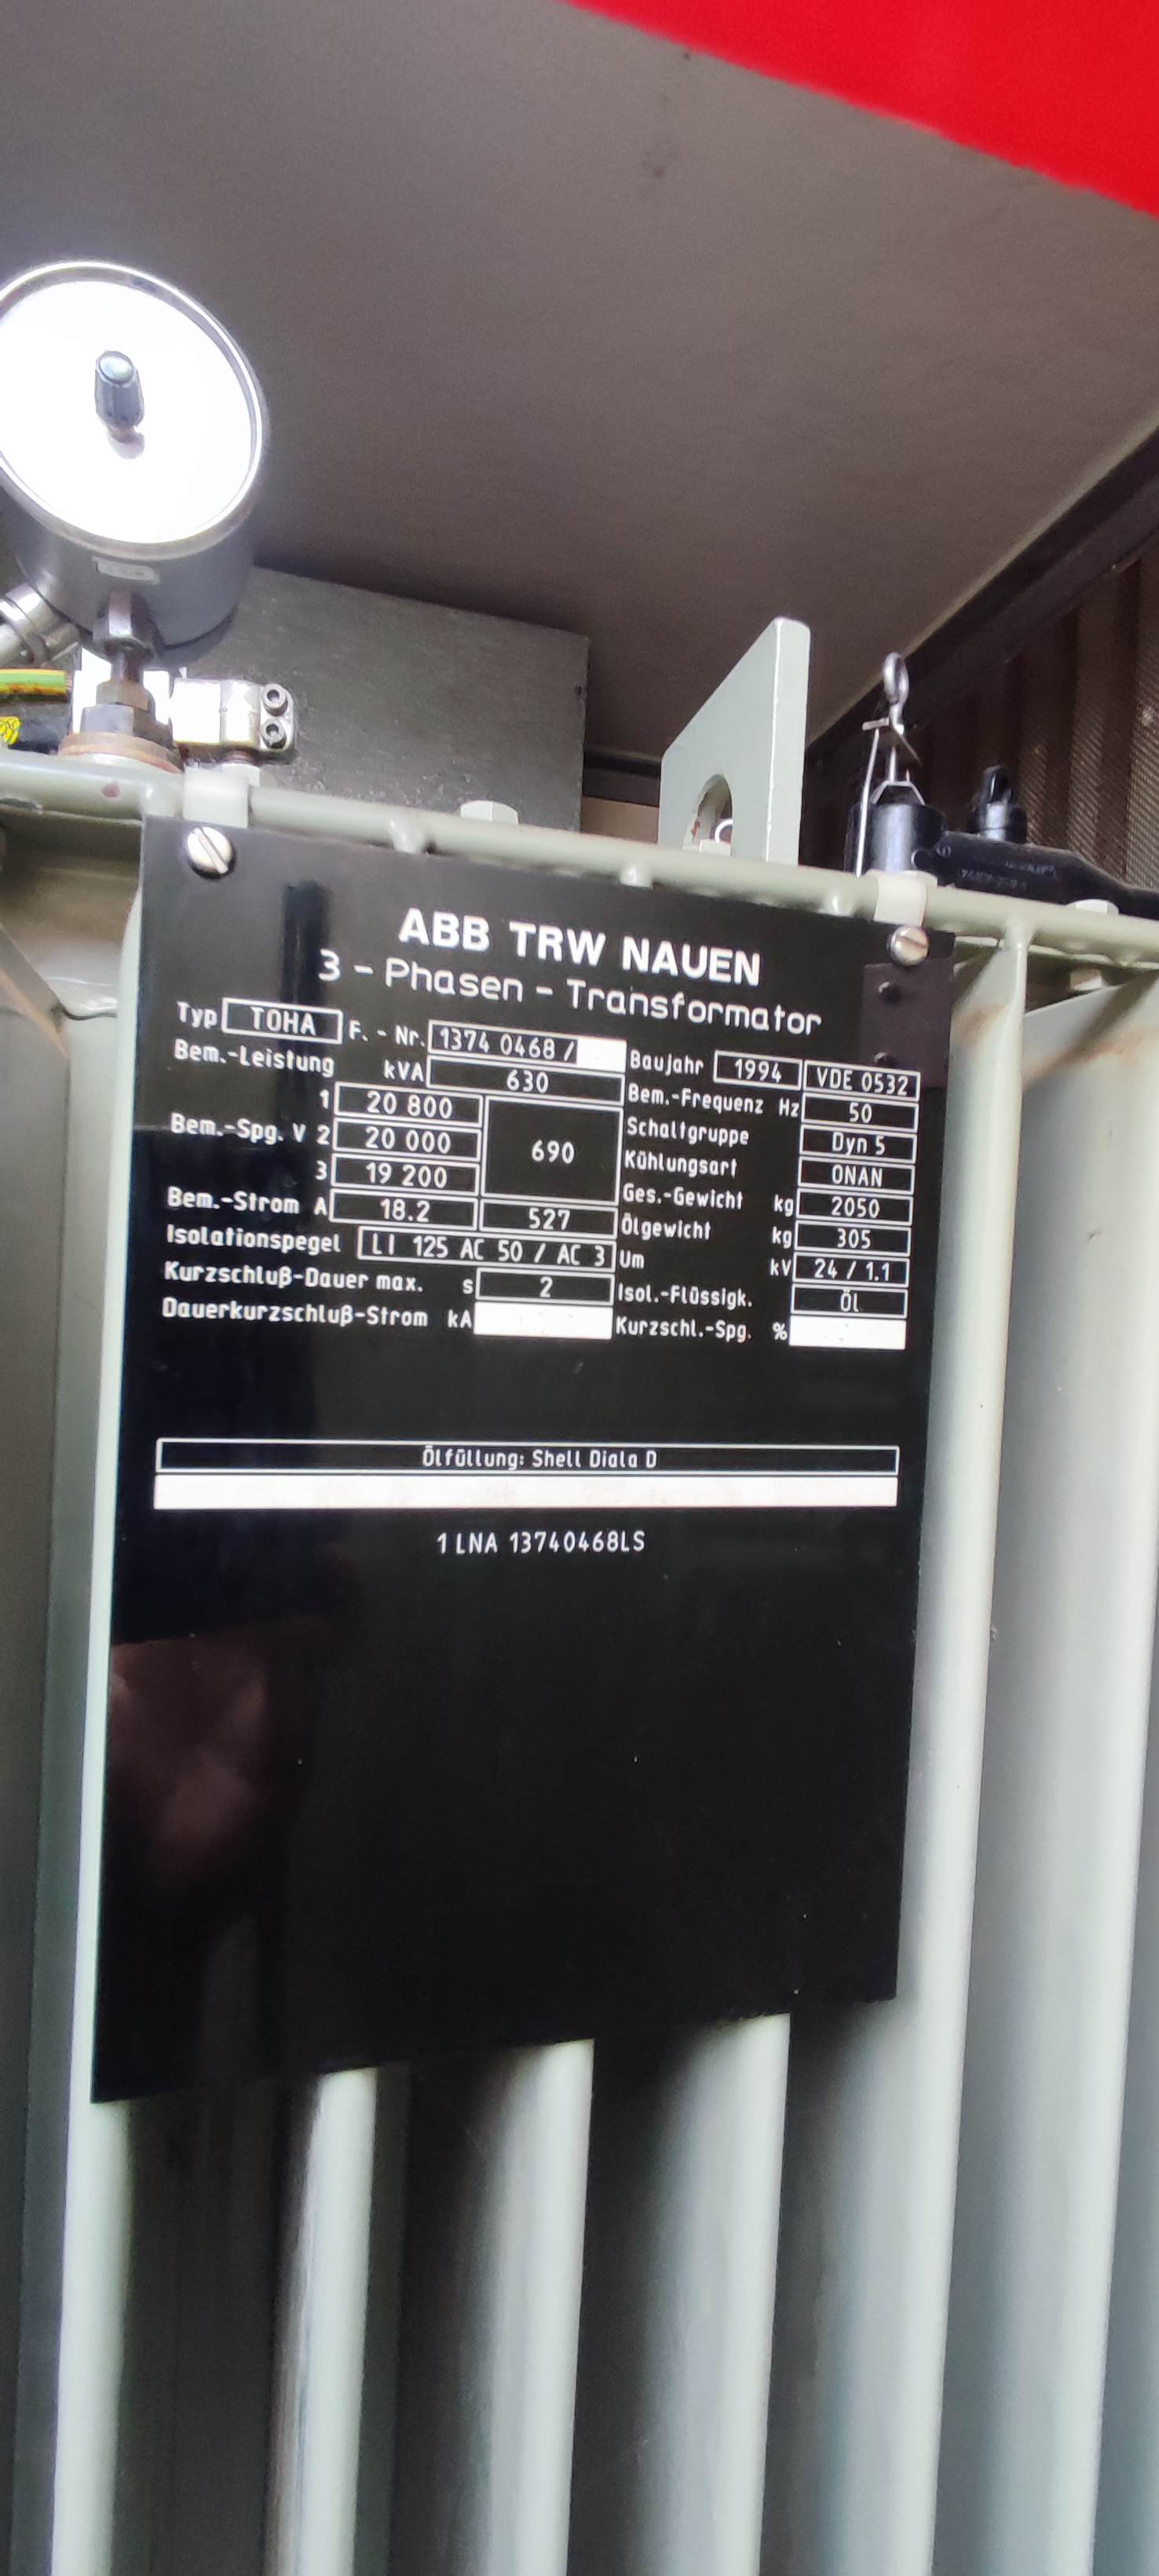 ABB TRW NAUEN
3 - Phasen - Transformator
Typ TOHA F. - Nr. 1374 0468 / Baujahr 1994 VDE 0532
Bem.-Leistung kVA 630 Bem.-Frequenz Hz 50
1 20 800 Schaltgruppe Dyn 5
Bem.-Spg. V 2 20 000 690 Kühlungsart ONAN
3 19 200 Ges.-Gewicht kg 2050
Bem.-Strom A 18.2 527 Ölgewicht kg 305
Isolationspegel LI 125 AC 50 / AC 3 Um kV 24 / 1.1
Kurzschluß-Dauer max. s 2 Isol.-Flüssigk. Öl
Dauerkurzschluß-Strom kA Kurzschl.-Spg. %
Ölfüllung: Shell Diala D
1 LNA 13740468LS